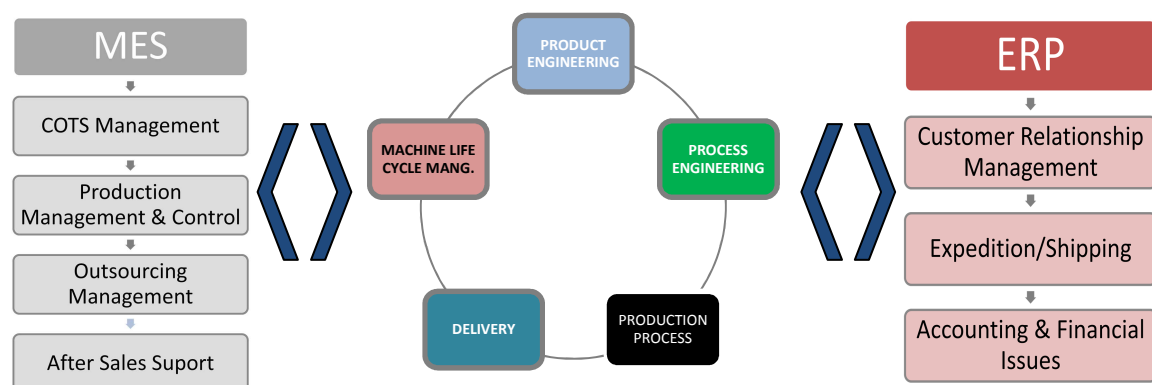 MES
COTS Management
Production
Management & Control
Outsourcing
Management
After Sales Suport
PRODUCT
ENGINEERING
MACHINE LIFE
CYCLE MANG.
PROCESS
ENGINEERING
DELIVERY
PRODUCTION
PROCESS
ERP
Customer Relationship
Management
Expedition/Shipping
Accounting & Financial
Issues